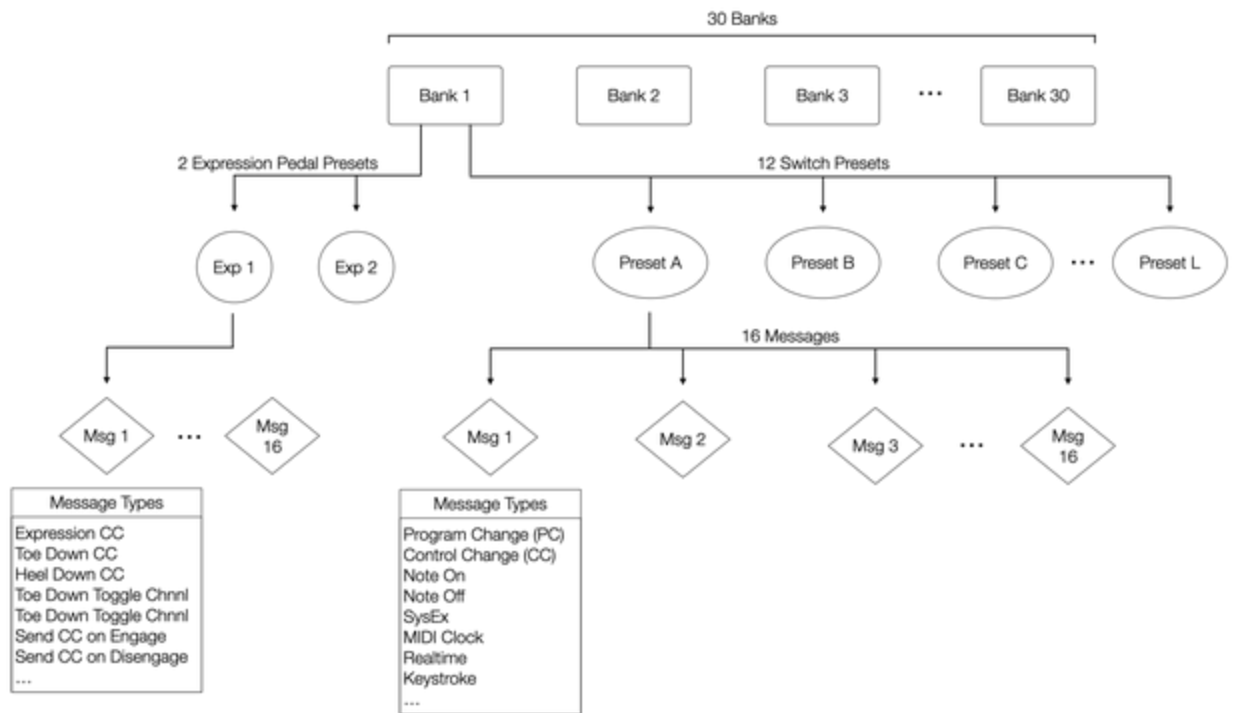 30 Banks
Bank 1
Bank 2
Bank 3
...
Bank 30
2 Expression Pedal Presets
12 Switch Presets
Exp 1
Exp 2
Preset A
Preset B
Preset C
...
Preset L
16 Messages
Msg 1
...
Msg
16
Msg 1
Msg 2
Msg 3
...
Msg
16
Message Types
Expression CC
Toe Down CC
Heel Down CC
Toe Down Toggle Chnnl
Toe Down Toggle Chnnl
Send CC on Engage
Send CC on Disengage
...
Message Types
Program Change (PC)
Control Change (CC)
Note On
Note Off
SysEx
MIDI Clock
Realtime
Keystroke
...